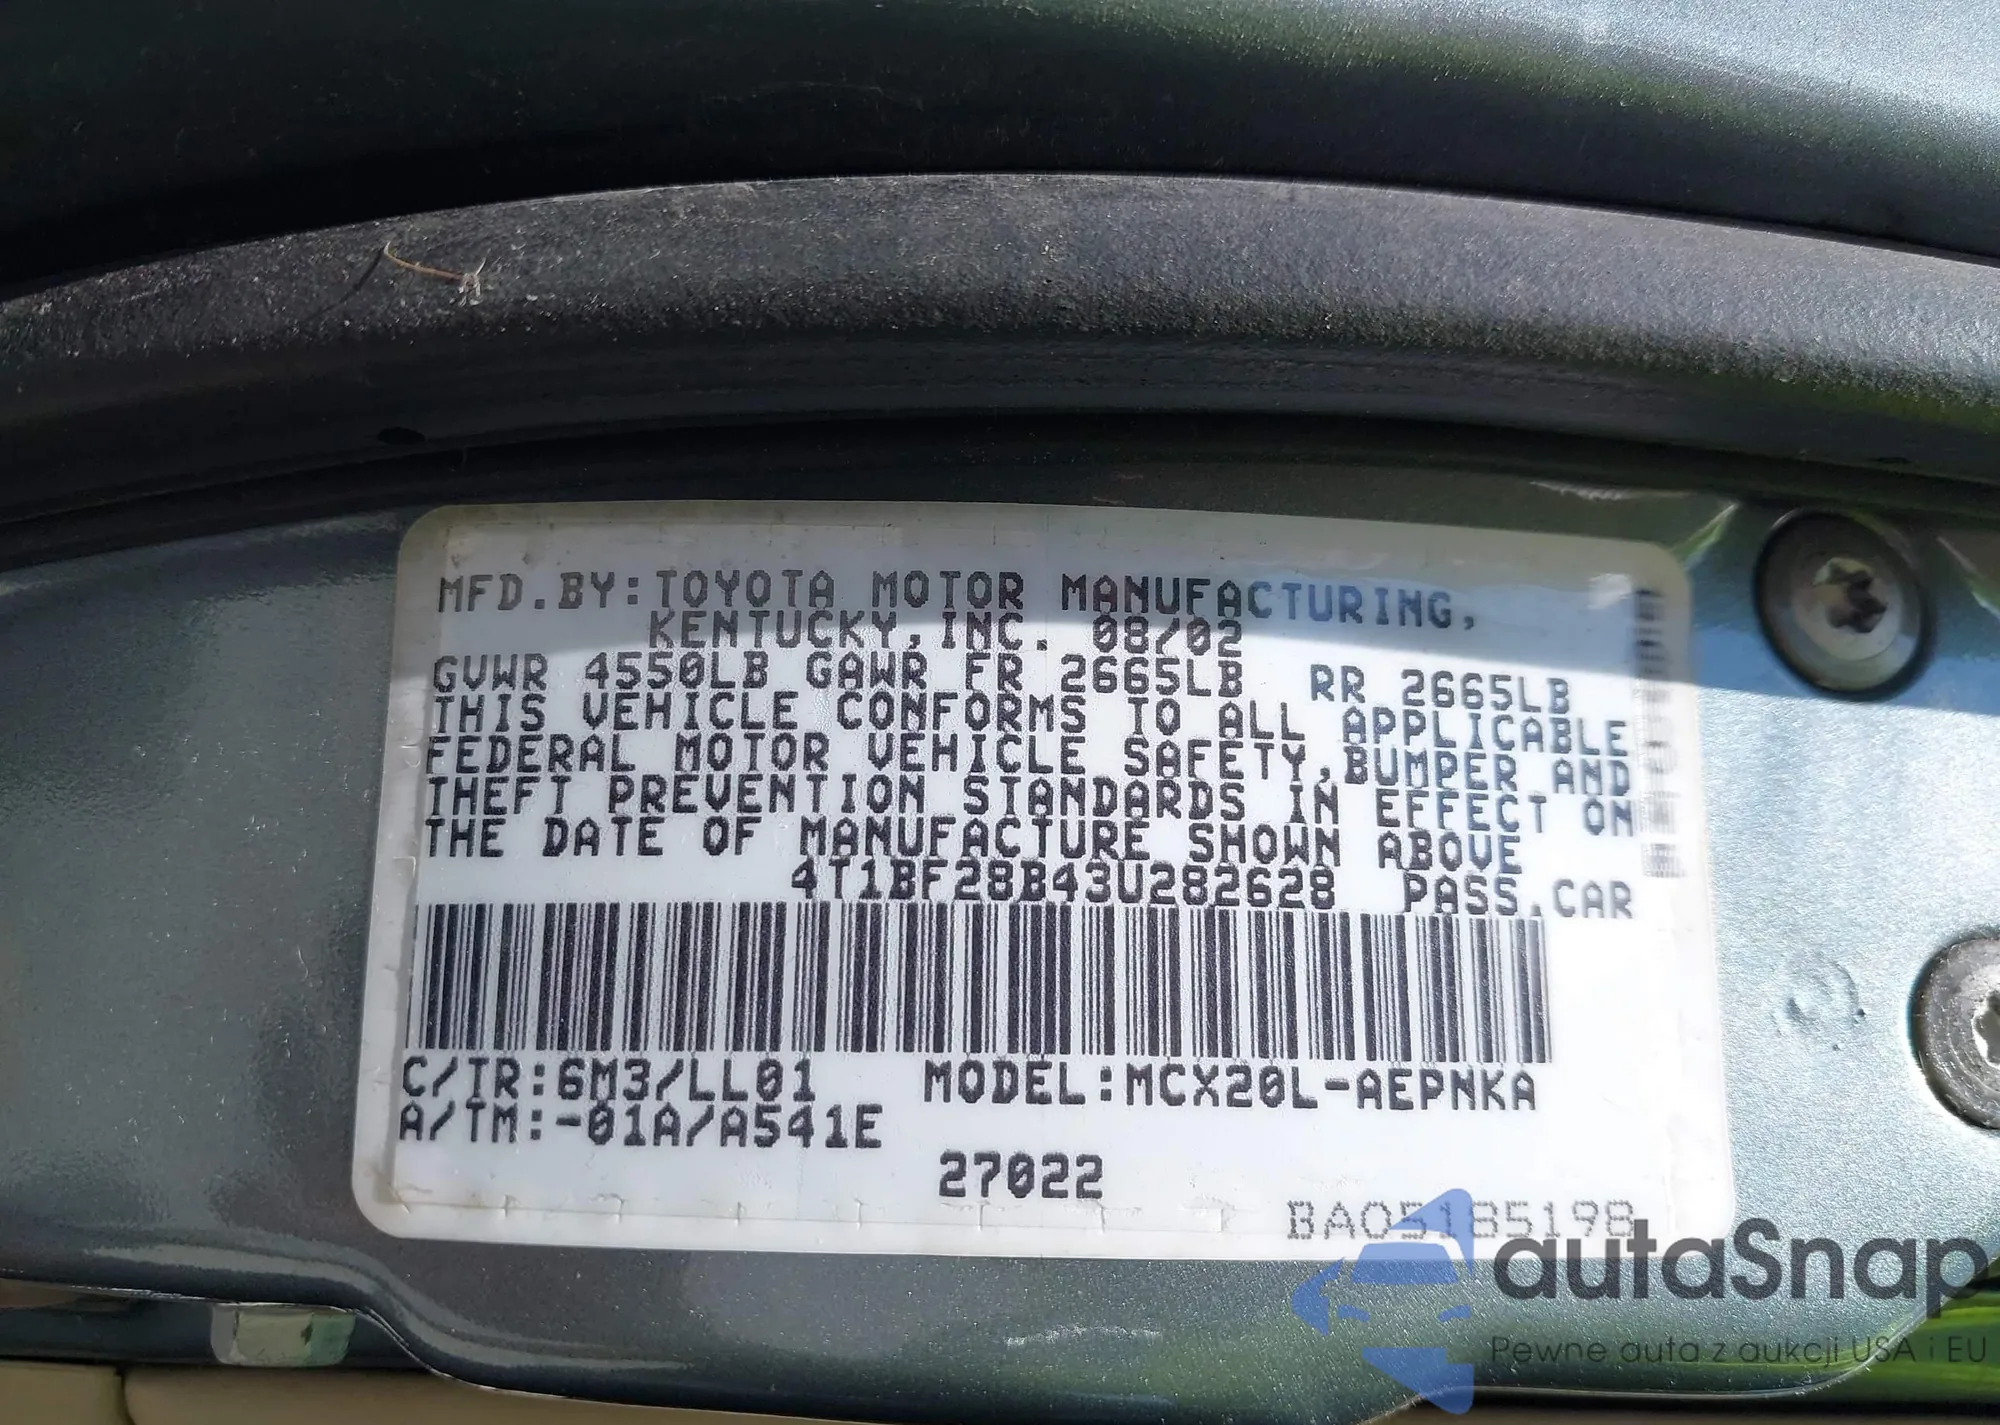 MFD.BY:TOYOTA MOTOR MANUFACTURING,
KENTUCKY,INC. 08/02
GVWR 4550LB GAWR FR 2665LB RR 2665LB
THIS VEHICLE CONFORMS TO ALL APPLICABLE
FEDERAL MOTOR VEHICLE SAFETY,BUMPER AND
THEFT PREVENTION STANDARDS IN EFFECT ON
THE DATE OF MANUFACTURE SHOWN ABOVE
4T1BF28B43U282628 PASS.CAR
C/TR:6M3/LL01 MODEL:MCX20L-AEPNKA
A/TM:-01A/A541E
27022
BA05185198
autaSnap
Pewne auta z aukcji USA i EU